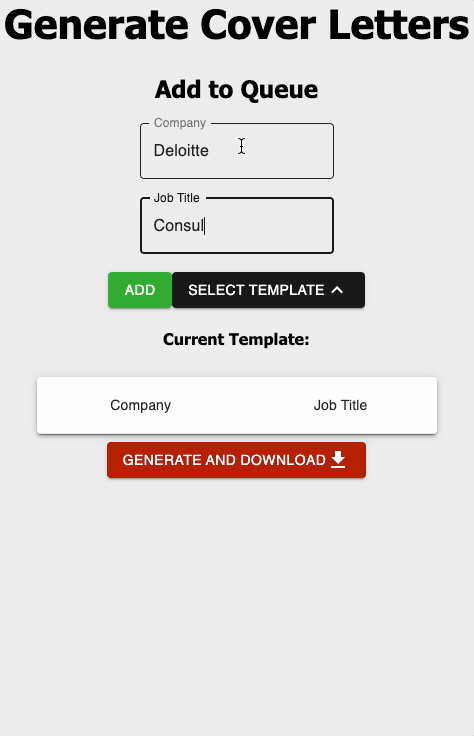 Generate Cover Letters
Add to Queue
Company
Deloitte
Job Title
Consul
ADD SELECT TEMPLATE
Current Template:
Company Job Title
GENERATE AND DOWNLOAD